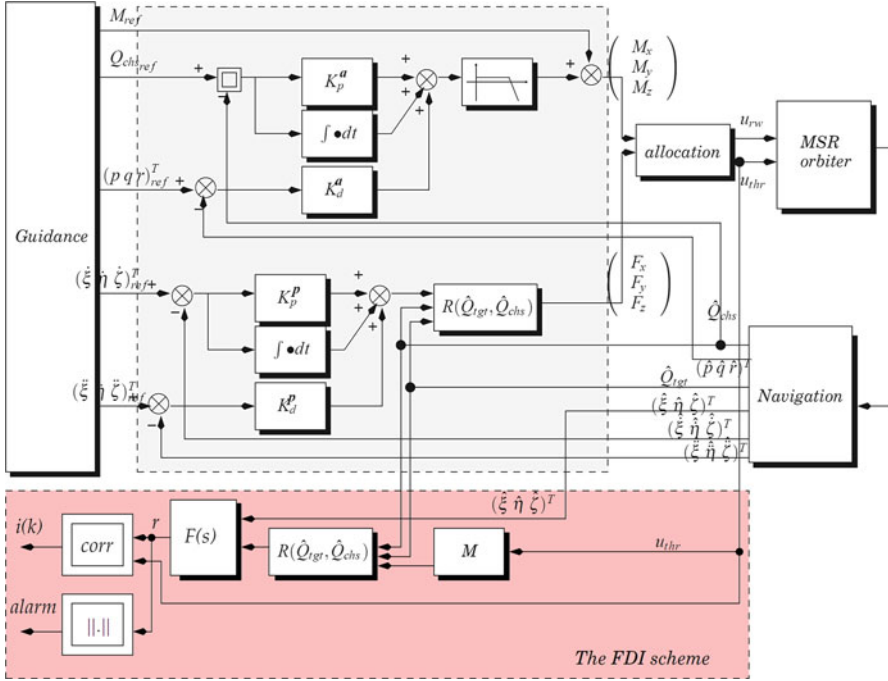 M_ref
Q_chs_ref
(p q r)^T_ref
Guidance
(ξ̇ η̇ ζ̇)^T_ref
(ξ̈ η̈ ζ̈)^T_ref
+
−
K_p^a
∫ •dt
K_d^a
+
+
+
+
−
+
(M_x
M_y
M_z)
allocation
u_rw
u_thr
MSR
orbiter
+
−
K_p^p
∫ •dt
K_d^p
+
+
+
−
R(Q̂_tgt, Q̂_chs)
(F_x
F_y
F_z)
Q̂_chs
(p̂ q̂ r̂)^T
Q̂_tgt
(ξ̂ η̂ ζ̂)^T
(ξ̇̂ η̇̂ ζ̇̂)^T
(ξ̈̂ η̈̂ ζ̈̂)^T
Navigation
(ξ̂ η̂ ζ̂)^T
i(k)
corr
r
F(s)
R(Q̂_tgt, Q̂_chs)
M
u_thr
alarm
||.||
The FDI scheme